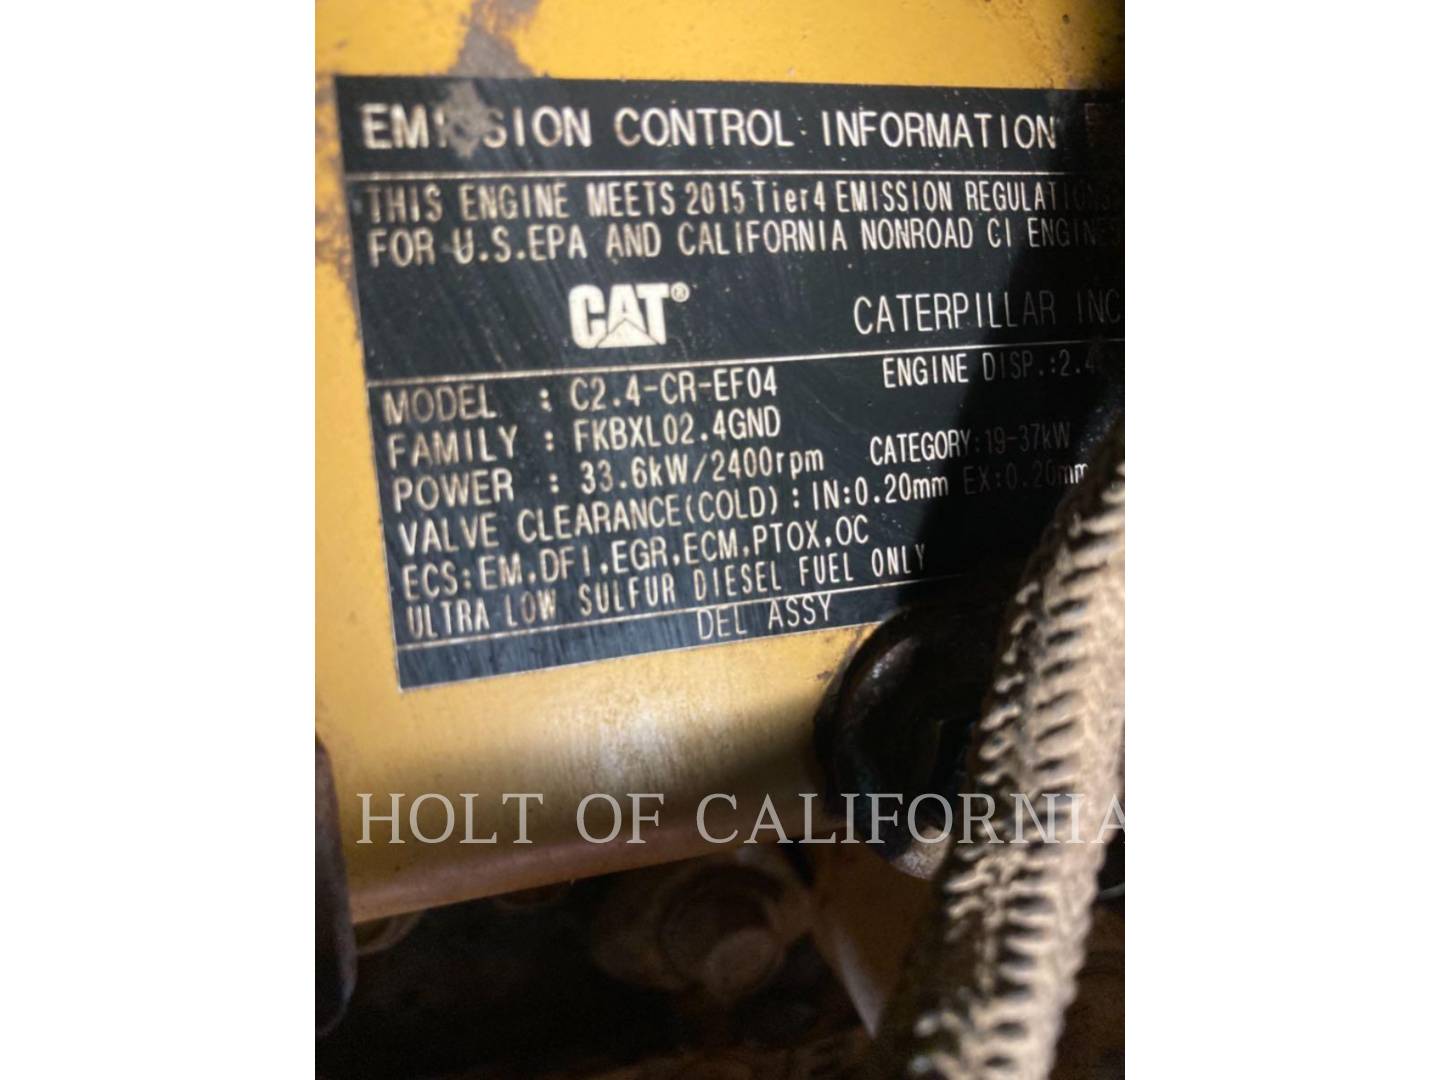 EMISSION CONTROL INFORMATION
THIS ENGINE MEETS 2015 Tier4 EMISSION REGULATIONS
FOR U.S.EPA AND CALIFORNIA NONROAD CI ENGINES
CAT® CATERPILLAR INC
MODEL : C2.4-CR-EF04 ENGINE DISP.:2.4
FAMILY : FKBXL02.4GND
POWER : 33.6kW/2400rpm CATEGORY:19-37kW
VALVE CLEARANCE(COLD):IN:0.20mm EX:0.20mm
ECS:EM,DFI,EGR,ECM,PTOX,OC
ULTRA LOW SULFUR DIESEL FUEL ONLY
DEL ASSY
HOLT OF CALIFORNIA